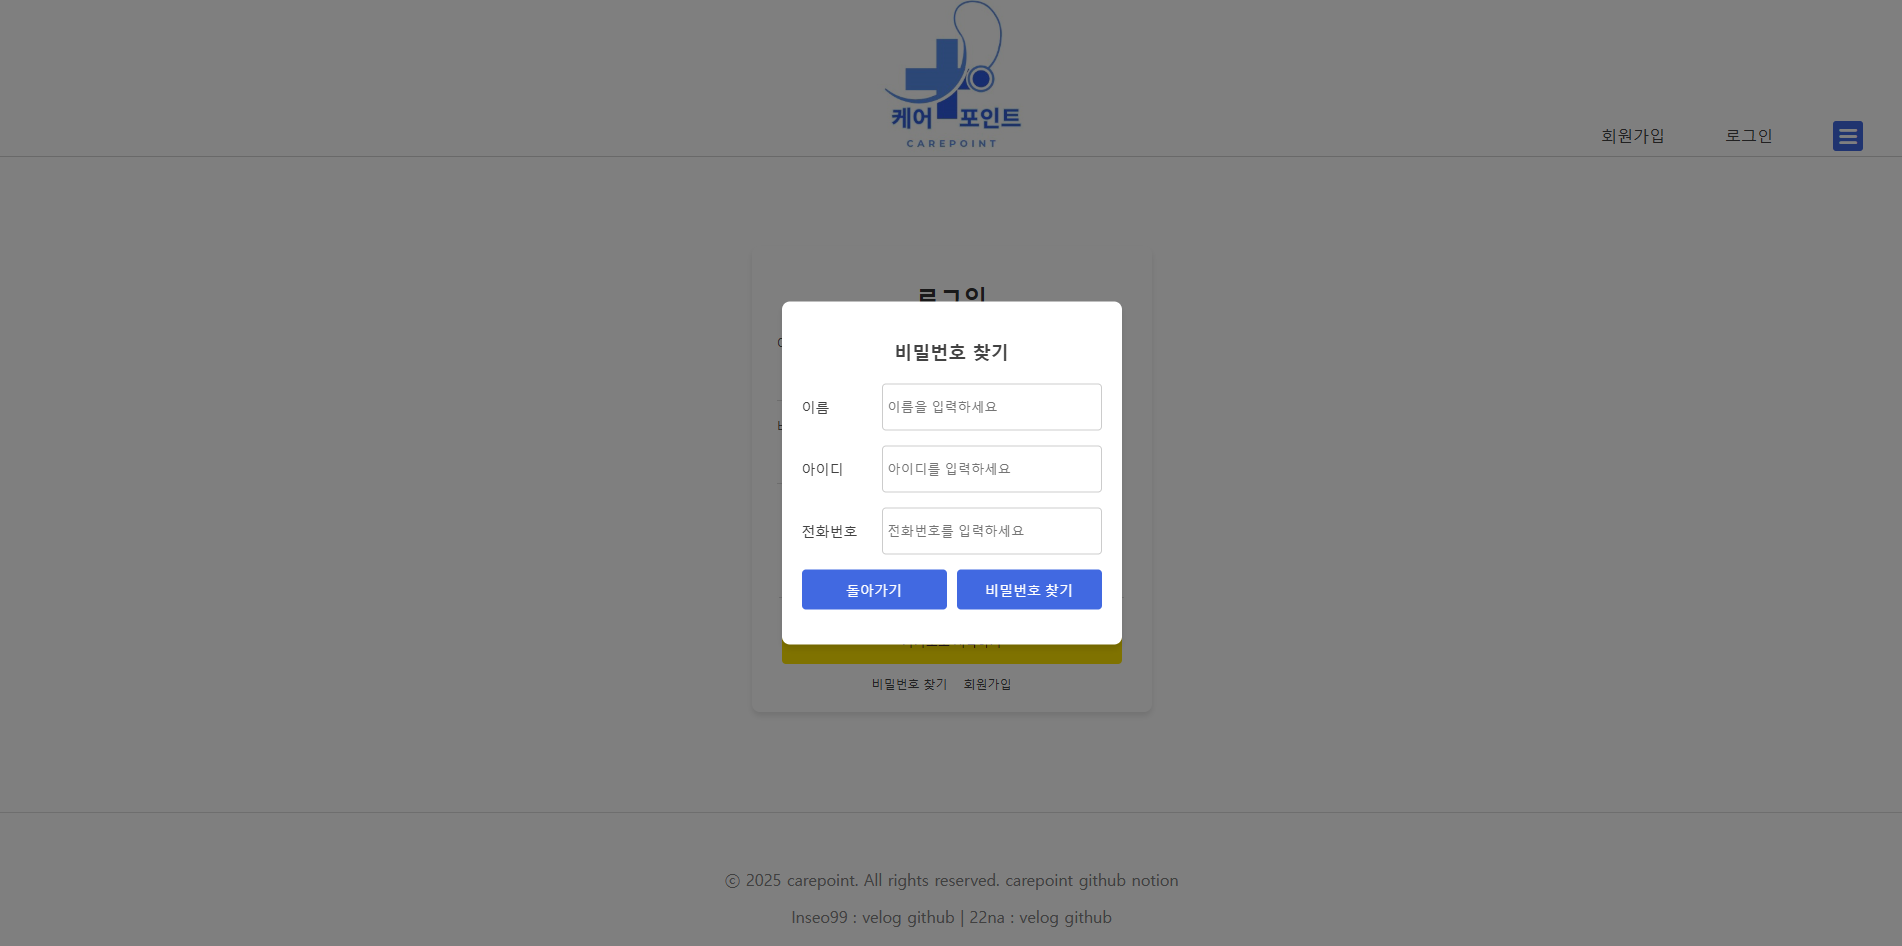 케어 포인트
CAREPOINT
회원가입 로그인
로그인
비밀번호 찾기
이름 이름을 입력하세요
아이디 아이디를 입력하세요
전화번호 전화번호를 입력하세요
돌아가기 비밀번호 찾기
비밀번호 찾기 회원가입
ⓒ 2025 carepoint. All rights reserved. carepoint github notion
Inseo99 : velog github | 22na : velog github